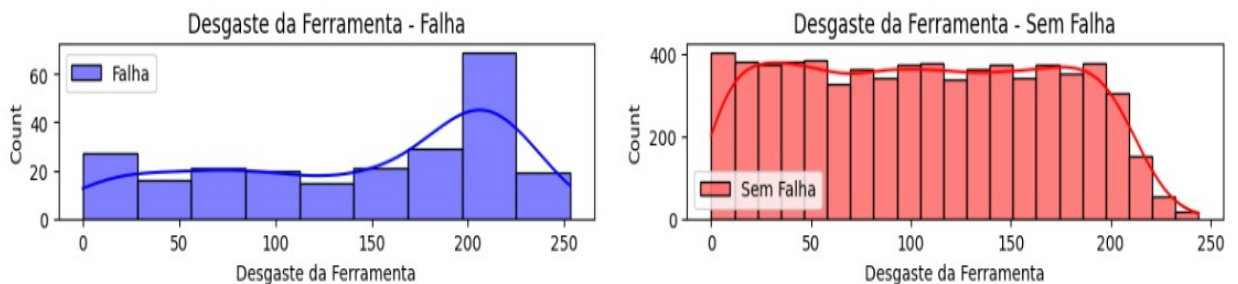 Desgaste da Ferramenta - Falha
Falha
Count
60
40
20
0
0 50 100 150 200 250
Desgaste da Ferramenta
Desgaste da Ferramenta - Sem Falha
Sem Falha
Count
400
200
0
0 50 100 150 200 250
Desgaste da Ferramenta